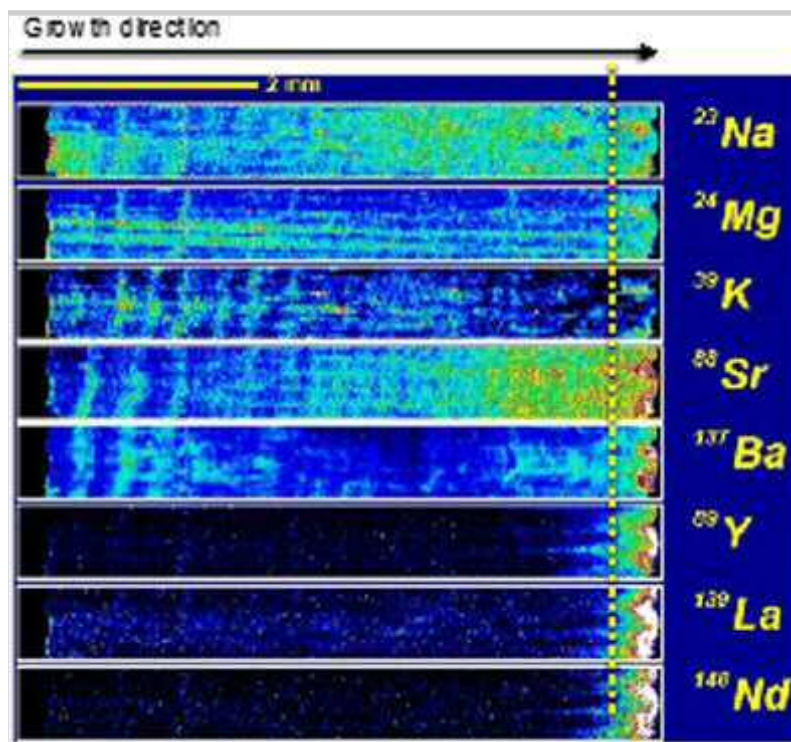 Growth direction
2 mm
23Na
24Mg
39K
88Sr
137Ba
89Y
139La
146Nd